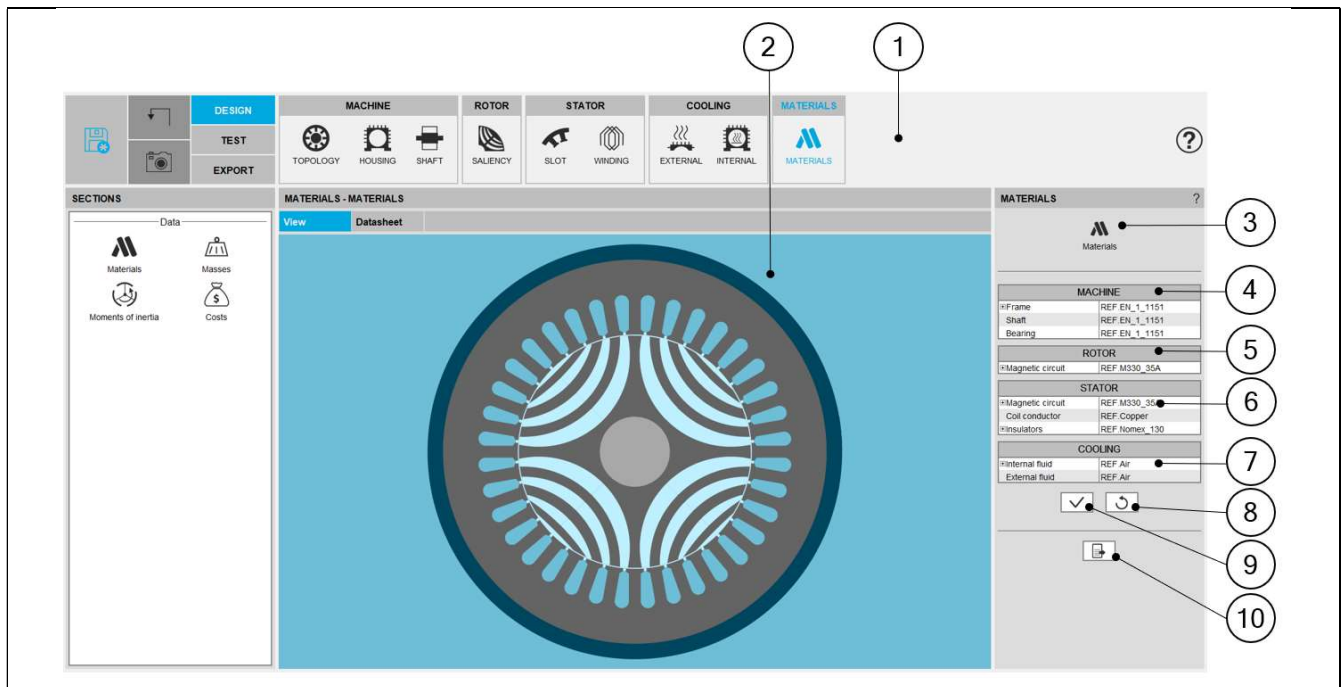 2 1
DESIGN MACHINE ROTOR STATOR COOLING MATERIALS
TEST
EXPORT
TOPOLOGY HOUSING SHAFT SALIENCY SLOT WINDING EXTERNAL INTERNAL MATERIALS
?
SECTIONS MATERIALS - MATERIALS MATERIALS ?
Data View Datasheet
Materials Masses
Moments of inertia $ Costs
Materials
3
MACHINE
4
Frame REF.EN_1_1151
Shaft REF.EN_1_1151
Bearing REF.EN_1_1151
ROTOR
5
Magnetic circuit REF.M330_35A
STATOR
Magnetic circuit REF.M330_35A
6
Coil conductor REF.Copper
Insulators REF.Nomex_130
COOLING
Internal fluid REF.Air
7
External fluid REF.Air
8
9
10